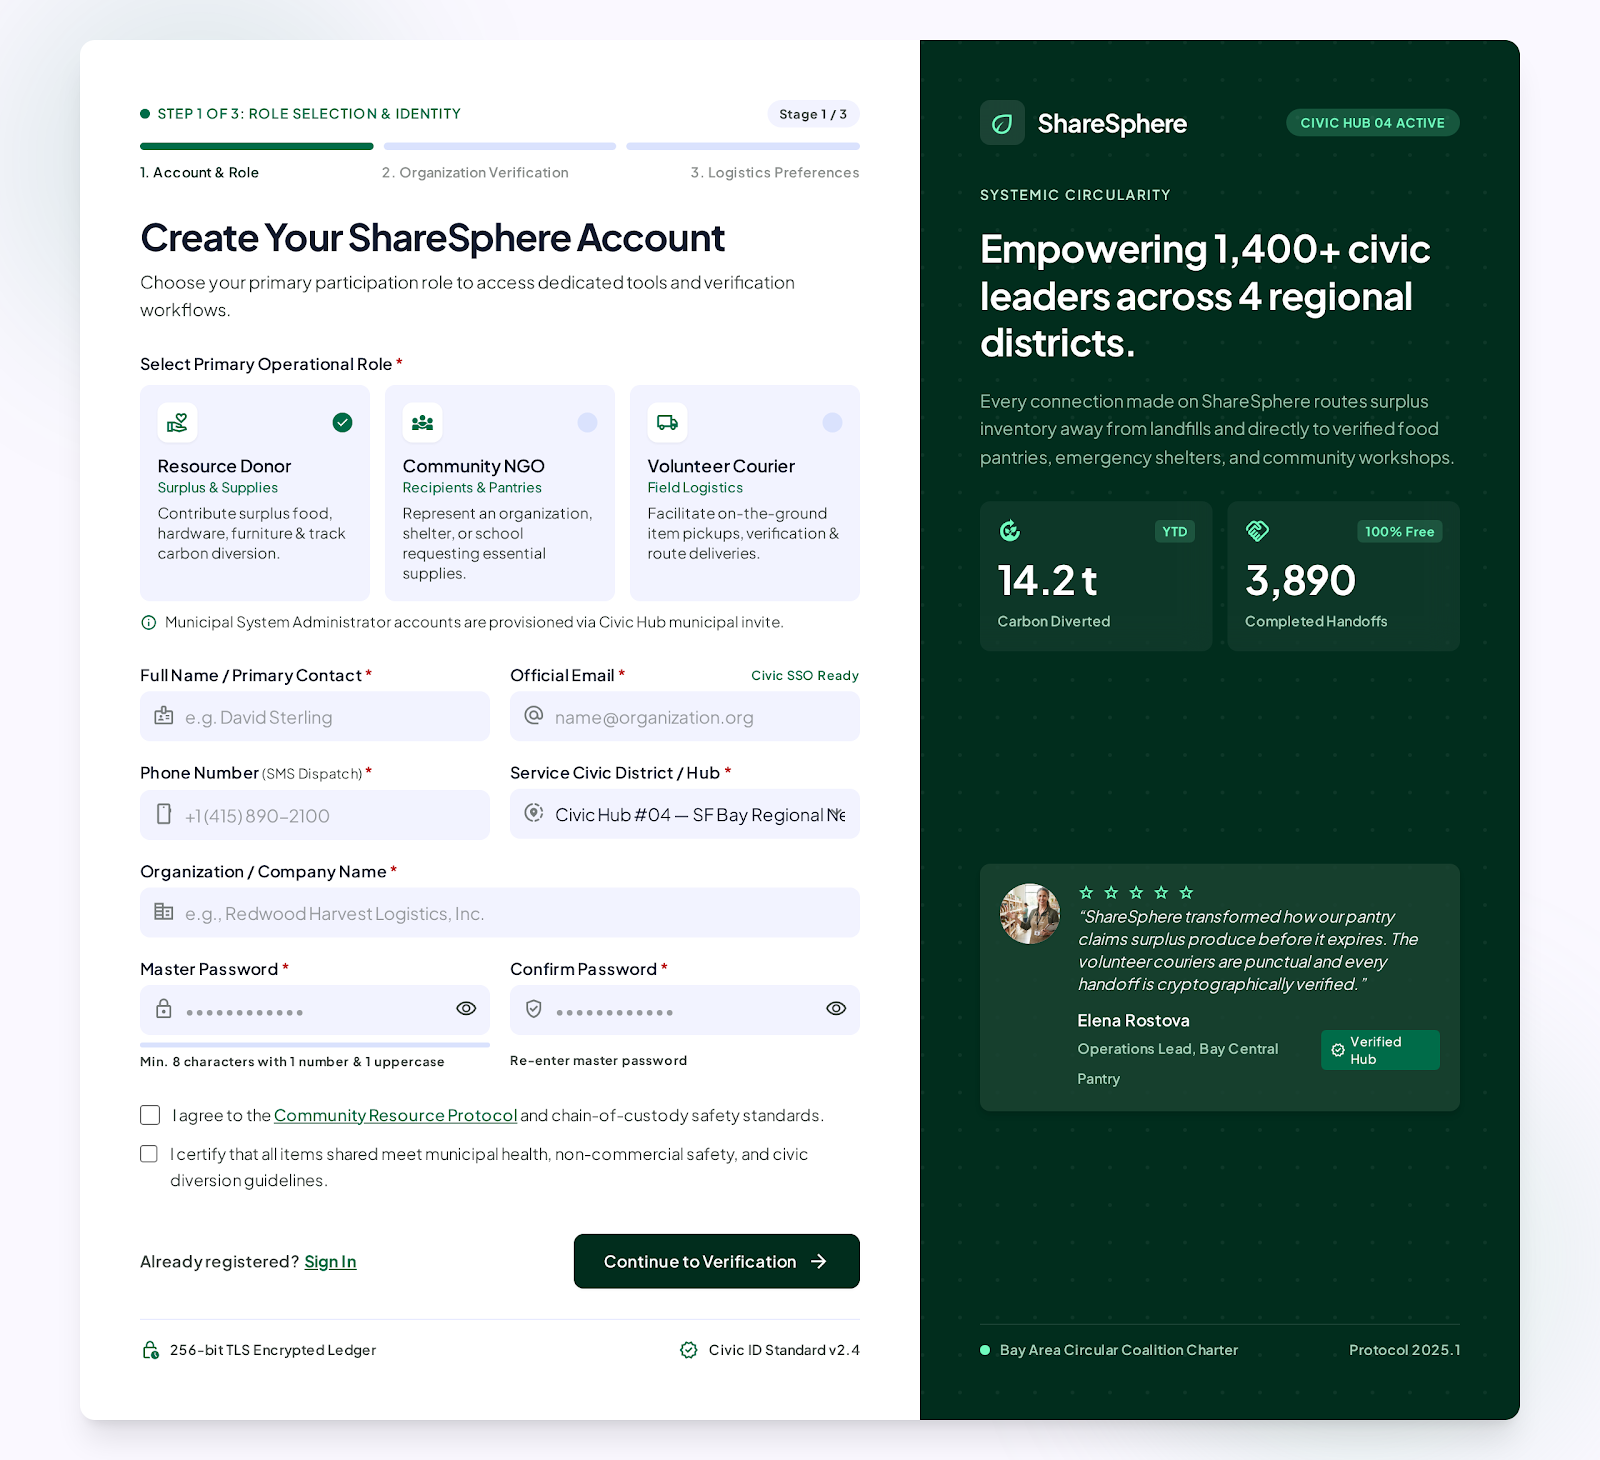 STEP 1 OF 3: ROLE SELECTION & IDENTITY
Stage 1 / 3
1. Account & Role
2. Organization Verification
3. Logistics Preferences
Create Your ShareSphere Account
Choose your primary participation role to access dedicated tools and verification
workflows.
Select Primary Operational Role *
Resource Donor
Surplus & Supplies
Contribute surplus food,
hardware, furniture & track
carbon diversion.
Community NGO
Recipients & Pantries
Represent an organization,
shelter, or school
requesting essential
supplies.
Volunteer Courier
Field Logistics
Facilitate on-the-ground
item pickups, verification &
route deliveries.
Municipal System Administrator accounts are provisioned via Civic Hub municipal invite.
Full Name / Primary Contact *
e.g. David Sterling
Official Email *
Civic SSO Ready
name@organization.org
Phone Number (SMS Dispatch) *
+1 (415) 890-2100
Service Civic District / Hub *
Civic Hub #04 — SF Bay Regional
Organization / Company Name *
e.g., Redwood Harvest Logistics, Inc.
Master Password *
••••••••••••
Min. 8 characters with 1 number & 1 uppercase
Confirm Password *
••••••••••••
Re-enter master password
I agree to the Community Resource Protocol and chain-of-custody safety standards.
I certify that all items shared meet municipal health, non-commercial safety, and civic
diversion guidelines.
Already registered? Sign In
Continue to Verification
256-bit TLS Encrypted Ledger
Civic ID Standard v2.4
ShareSphere
CIVIC HUB 04 ACTIVE
SYSTEMIC CIRCULARITY
Empowering 1,400+ civic
leaders across 4 regional
districts.
Every connection made on ShareSphere routes surplus
inventory away from landfills and directly to verified food
pantries, emergency shelters, and community workshops.
YTD
14.2 t
Carbon Diverted
100% Free
3,890
Completed Handoffs
“ShareSphere transformed how our pantry
claims surplus produce before it expires. The
volunteer couriers are punctual and every
handoff is cryptographically verified.”
Elena Rostova
Operations Lead, Bay Central
Pantry
Verified
Hub
Bay Area Circular Coalition Charter
Protocol 2025.1